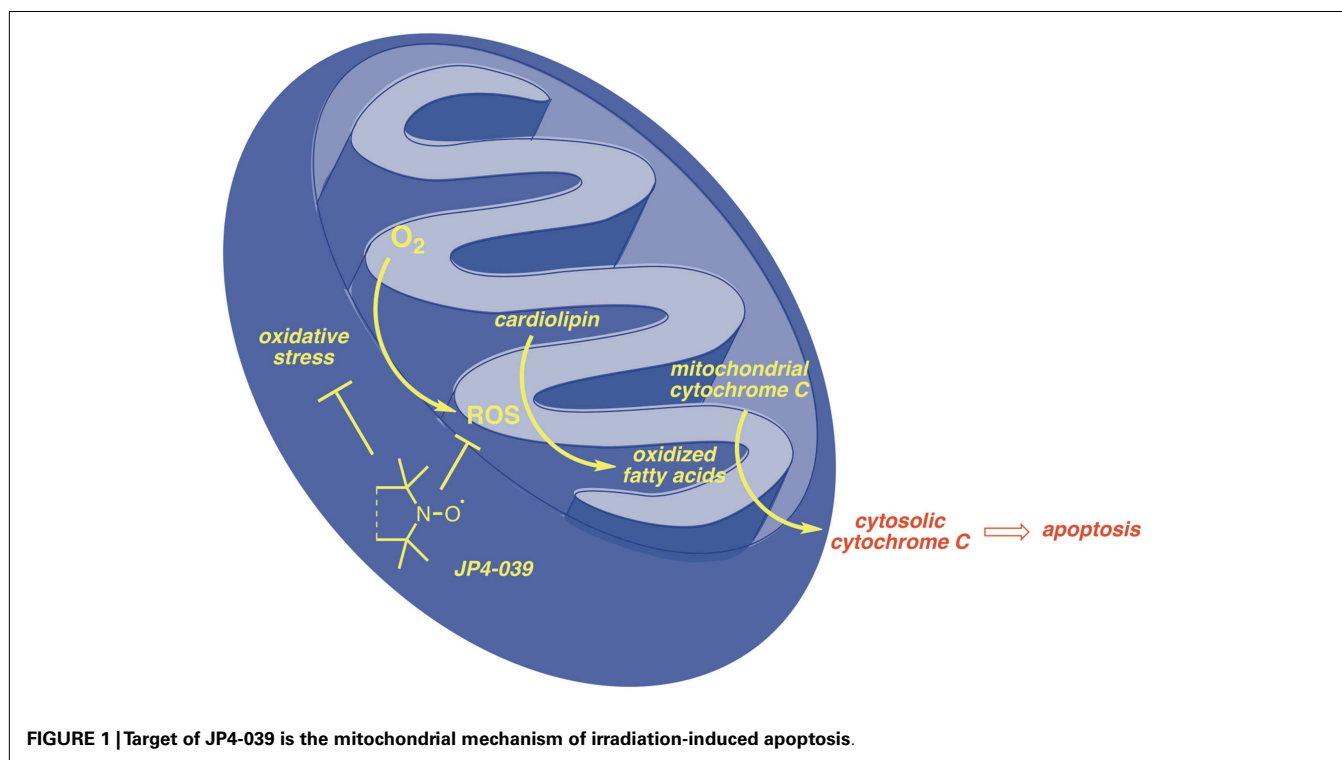 O2
oxidative
stress
cardiolipin
mitochondrial
cytochrome C
ROS
oxidized
fatty acids
N-O•
JP4-039
cytosolic
cytochrome C
apoptosis
FIGURE 1 | Target of JP4-039 is the mitochondrial mechanism of irradiation-induced apoptosis.